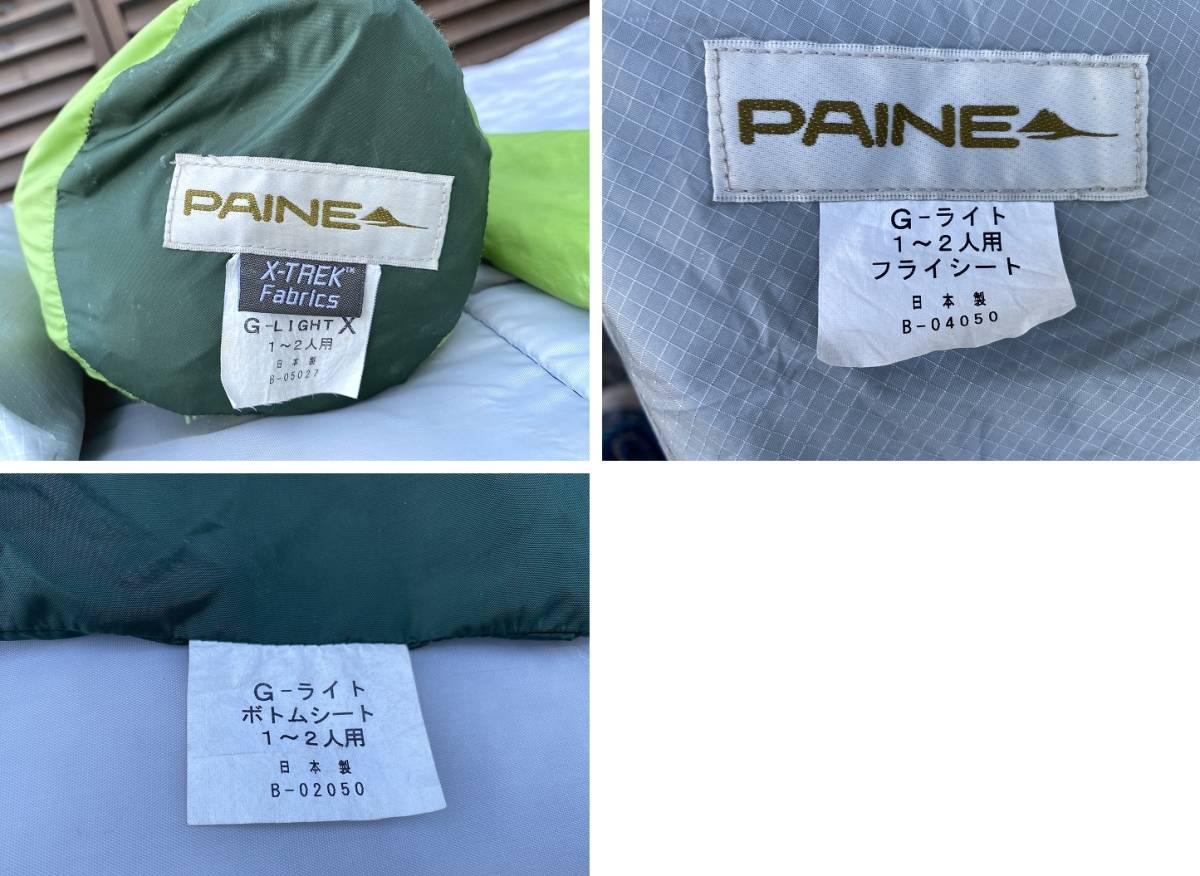 PAINE
X-TREK™
Fabrics
G-LIGHT X
1～2人用
日本製
B-05027
PAINE
G-ライト
1～2人用
フライシート
日本製
B-04050
G-ライト
ボトムシート
1～2人用
日本製
B-02050